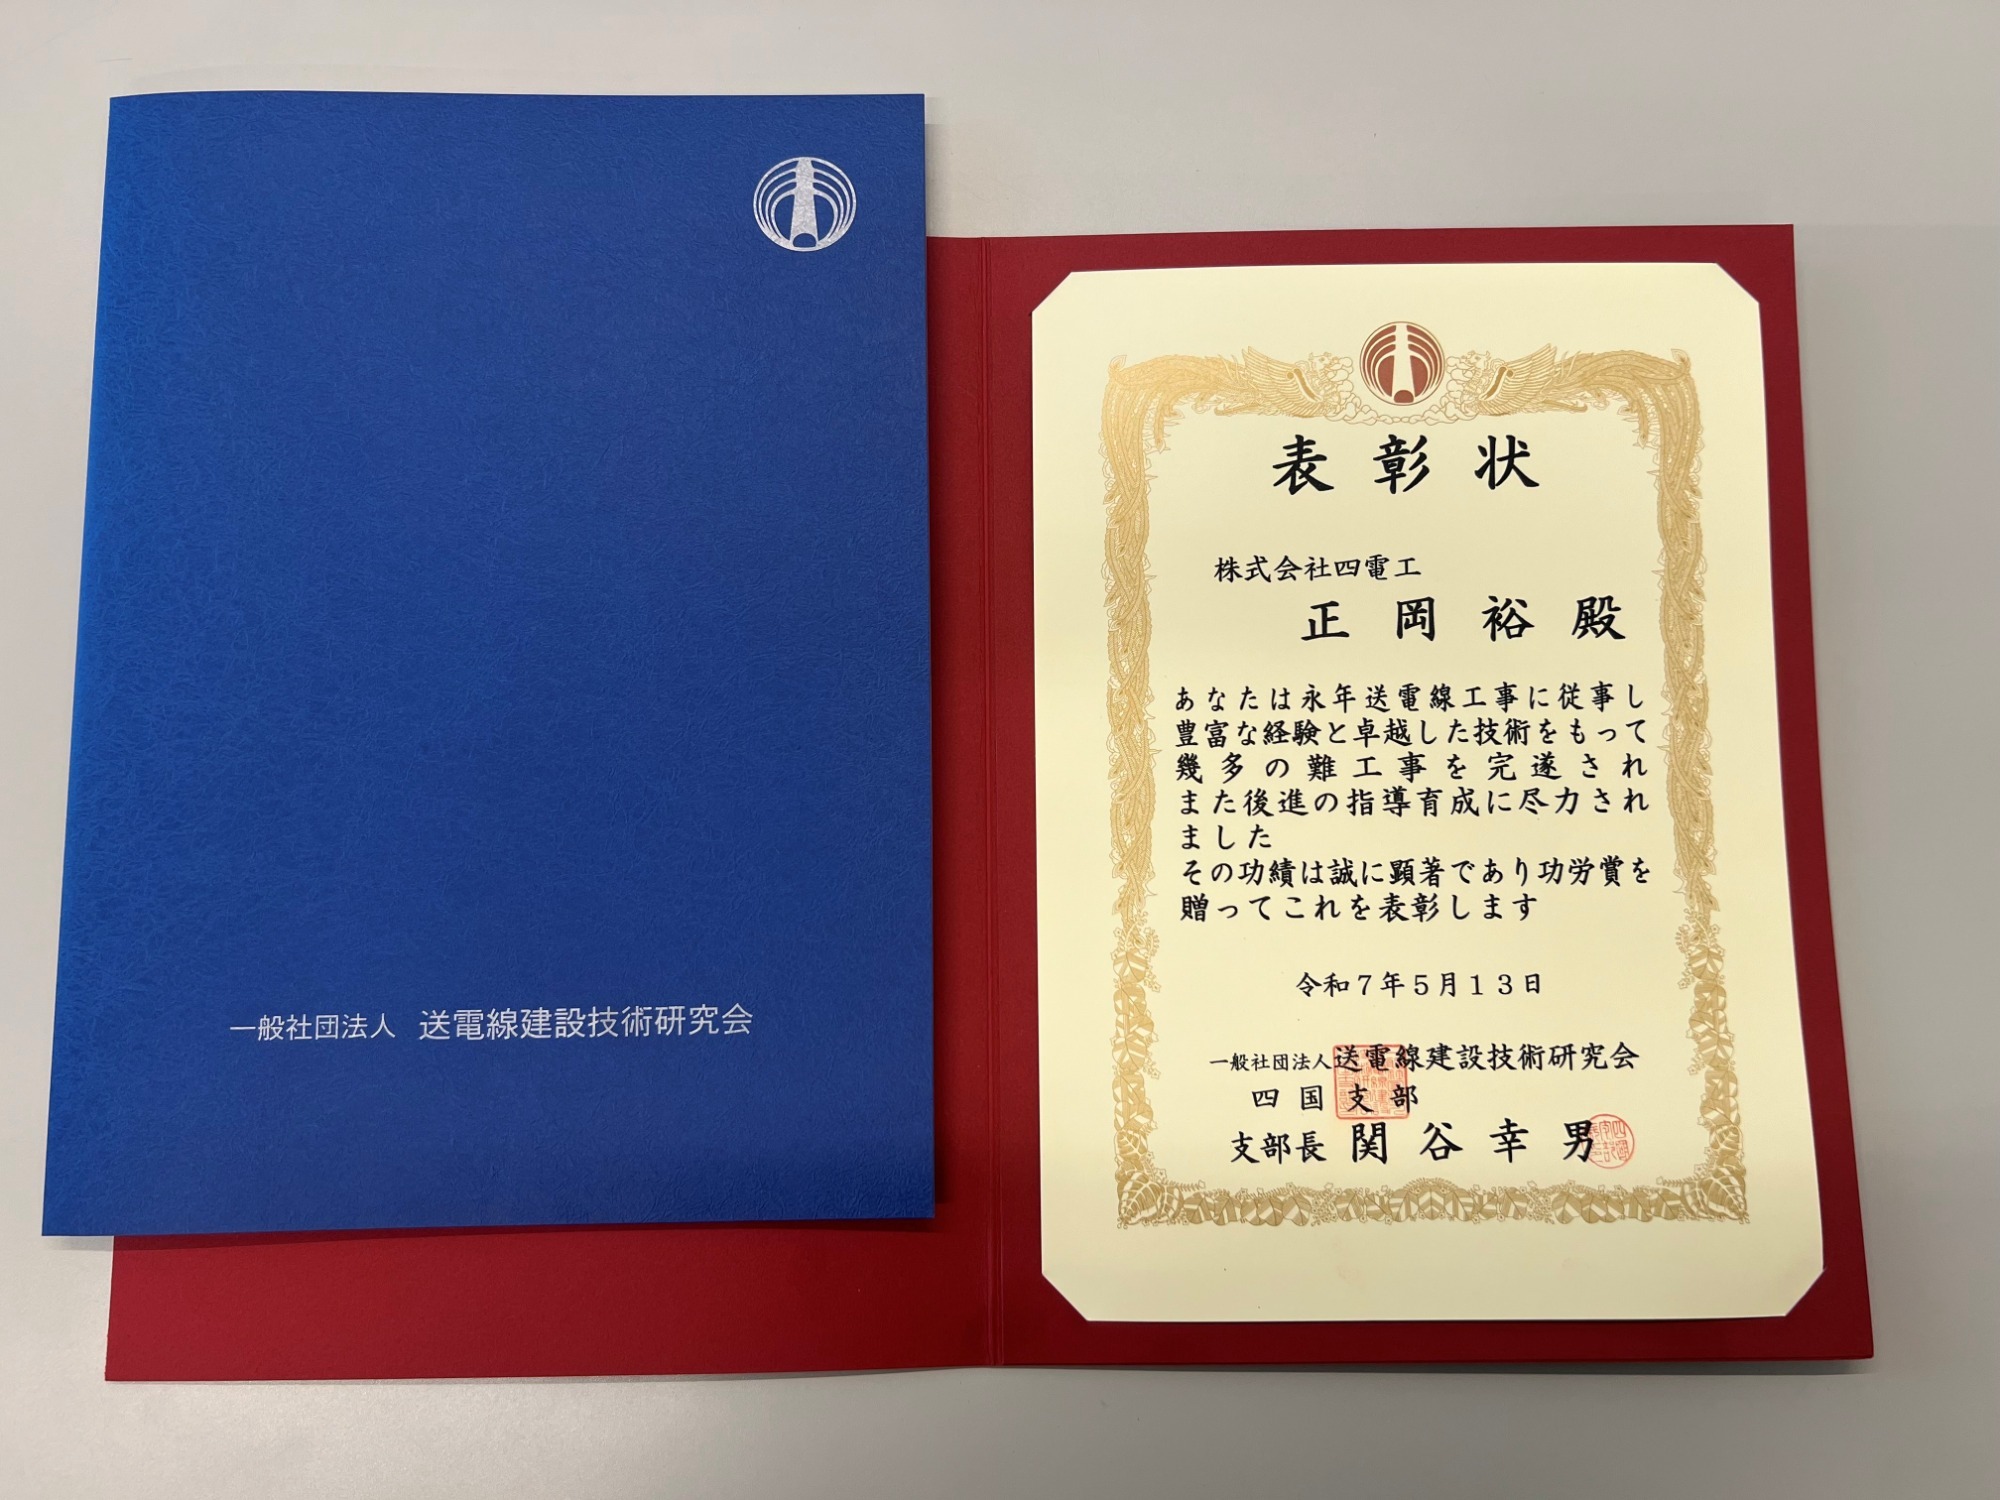 一般社団法人 送電線建設技術研究会
表彰状
株式会社四電工
正岡裕殿
あなたは永年送電線工事に従事し
豊富な経験と卓越した技術をもって
幾多の難工事を完遂され
また後進の指導育成に尽力され
ました
その功績は誠に顕著であり功労賞を
贈ってこれを表彰します
令和7年5月13日
一般社団法人送電線建設技術研究会
四国支部
支部長 関谷幸男